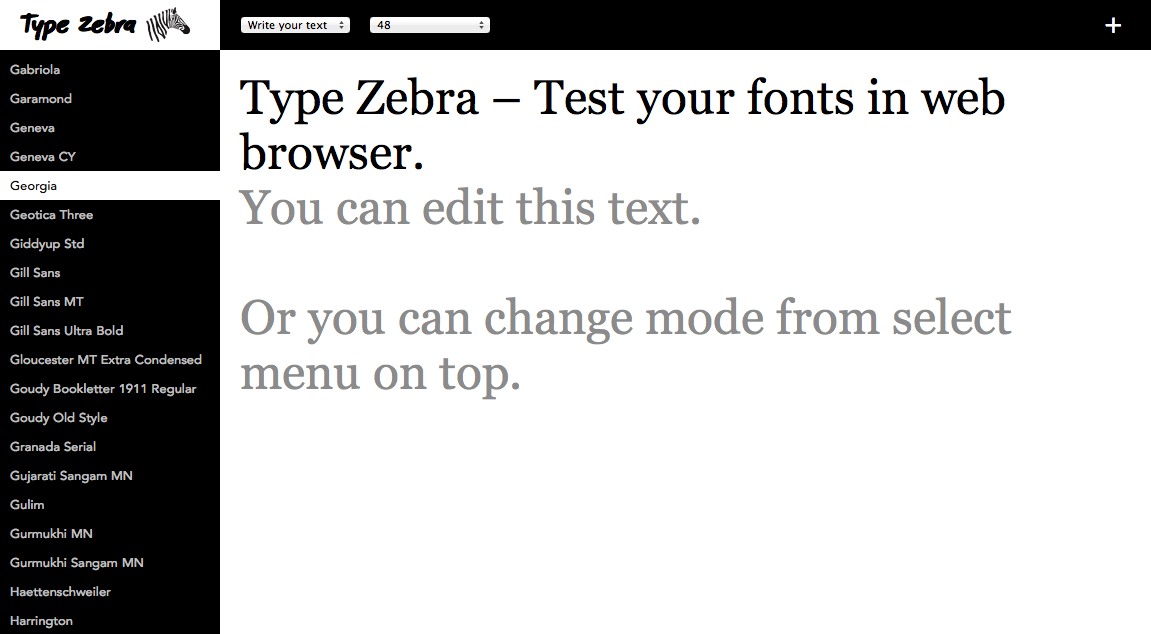 Type Zebra
Write your text
48
+
Gabriola
Garamond
Geneva
Geneva CY
Georgia
Geotica Three
Giddyup Std
Gill Sans
Gill Sans MT
Gill Sans Ultra Bold
Gloucester MT Extra Condensed
Goudy Bookletter 1911 Regular
Goudy Old Style
Granada Serial
Gujarati Sangam MN
Gulim
Gurmukhi MN
Gurmukhi Sangam MN
Haettenschweiler
Harrington
Type Zebra – Test your fonts in web
browser.
You can edit this text.
Or you can change mode from select
menu on top.